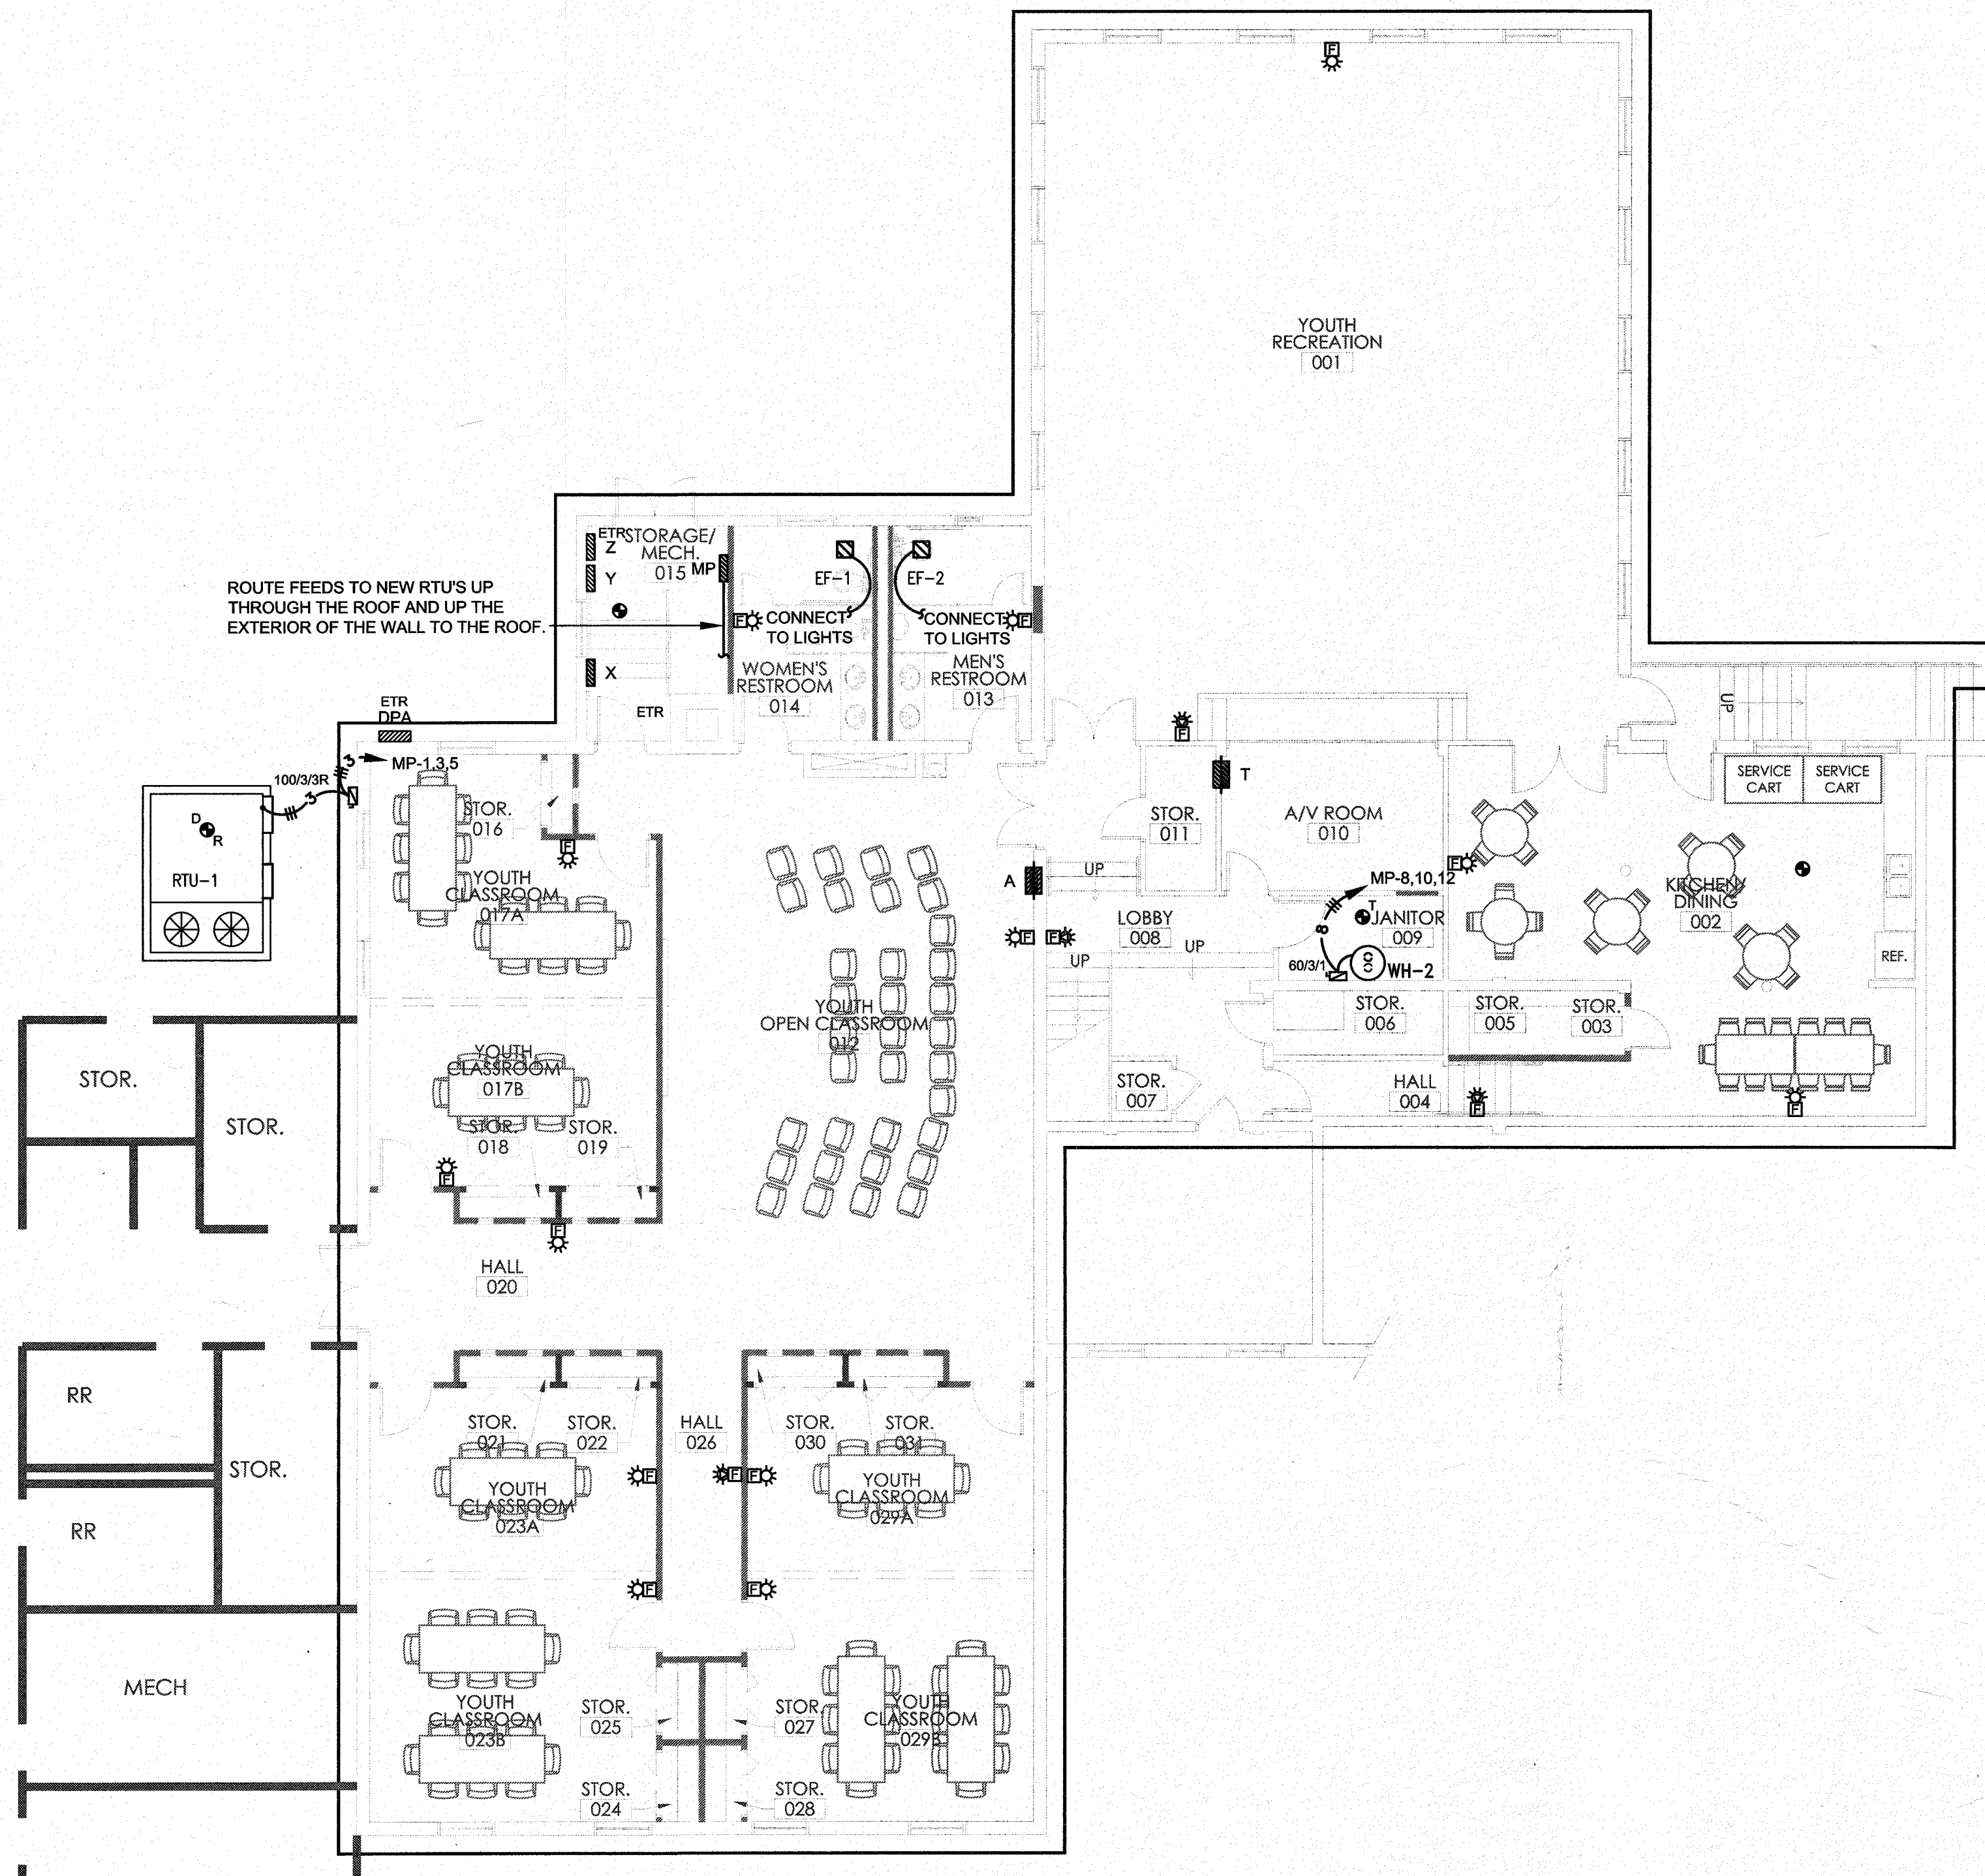 F
YOUTH
RECREATION
001
ETR
STORAGE/
MECH.
015
Z
Y
X
MP
ETR
EF-1
EF-2
F
CONNECT
TO LIGHTS
CONNECT
TO LIGHTS
F
WOMEN'S
RESTROOM
014
MEN'S
RESTROOM
013
ROUTE FEEDS TO NEW RTU'S UP
THROUGH THE ROOF AND UP THE
EXTERIOR OF THE WALL TO THE ROOF.
ETR
DPA
MP-1,3,5
3
3
100/3/3R
D
R
RTU-1
STOR.
016
F
YOUTH
CLASSROOM
017A
F
T
STOR.
011
A/V ROOM
010
UP
SERVICE
CART
SERVICE
CART
A
UP
F
MP-8,10,12
KITCHEN/
DINING
002
LOBBY
008
T
JANITOR
009
8
60/3/1
WH-2
REF.
F
F
UP
UP
YOUTH
OPEN CLASSROOM
012
STOR.
006
STOR.
005
STOR.
003
YOUTH
CLASSROOM
017B
STOR.
STOR.
STOR.
007
HALL
004
F
F
STOR.
018
STOR.
019
F
F
HALL
020
RR
STOR.
021
STOR.
022
HALL
026
STOR.
030
STOR.
031
STOR.
F
F
F
YOUTH
CLASSROOM
023A
YOUTH
CLASSROOM
029A
RR
F
F
MECH
YOUTH
CLASSROOM
023B
STOR.
025
STOR.
027
YOUTH
CLASSROOM
029B
STOR.
024
STOR.
028